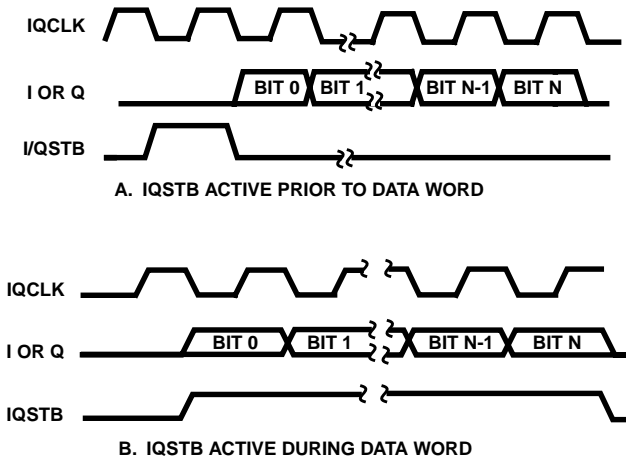 IQCLK
I OR Q
BIT 0 BIT 1 BIT N-1 BIT N
I/QSTB
A. IQSTB ACTIVE PRIOR TO DATA WORD
IQCLK
I OR Q
BIT 0 BIT 1 BIT N-1 BIT N
IQSTB
B. IQSTB ACTIVE DURING DATA WORD